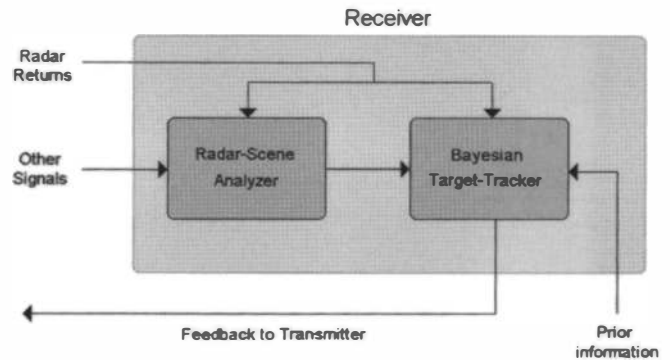 Receiver
Radar
Returns
Other
Signals
Radar-Scene
Analyzer
Bayesian
Target-Tracker
Feedback to Transmitter
Prior
information